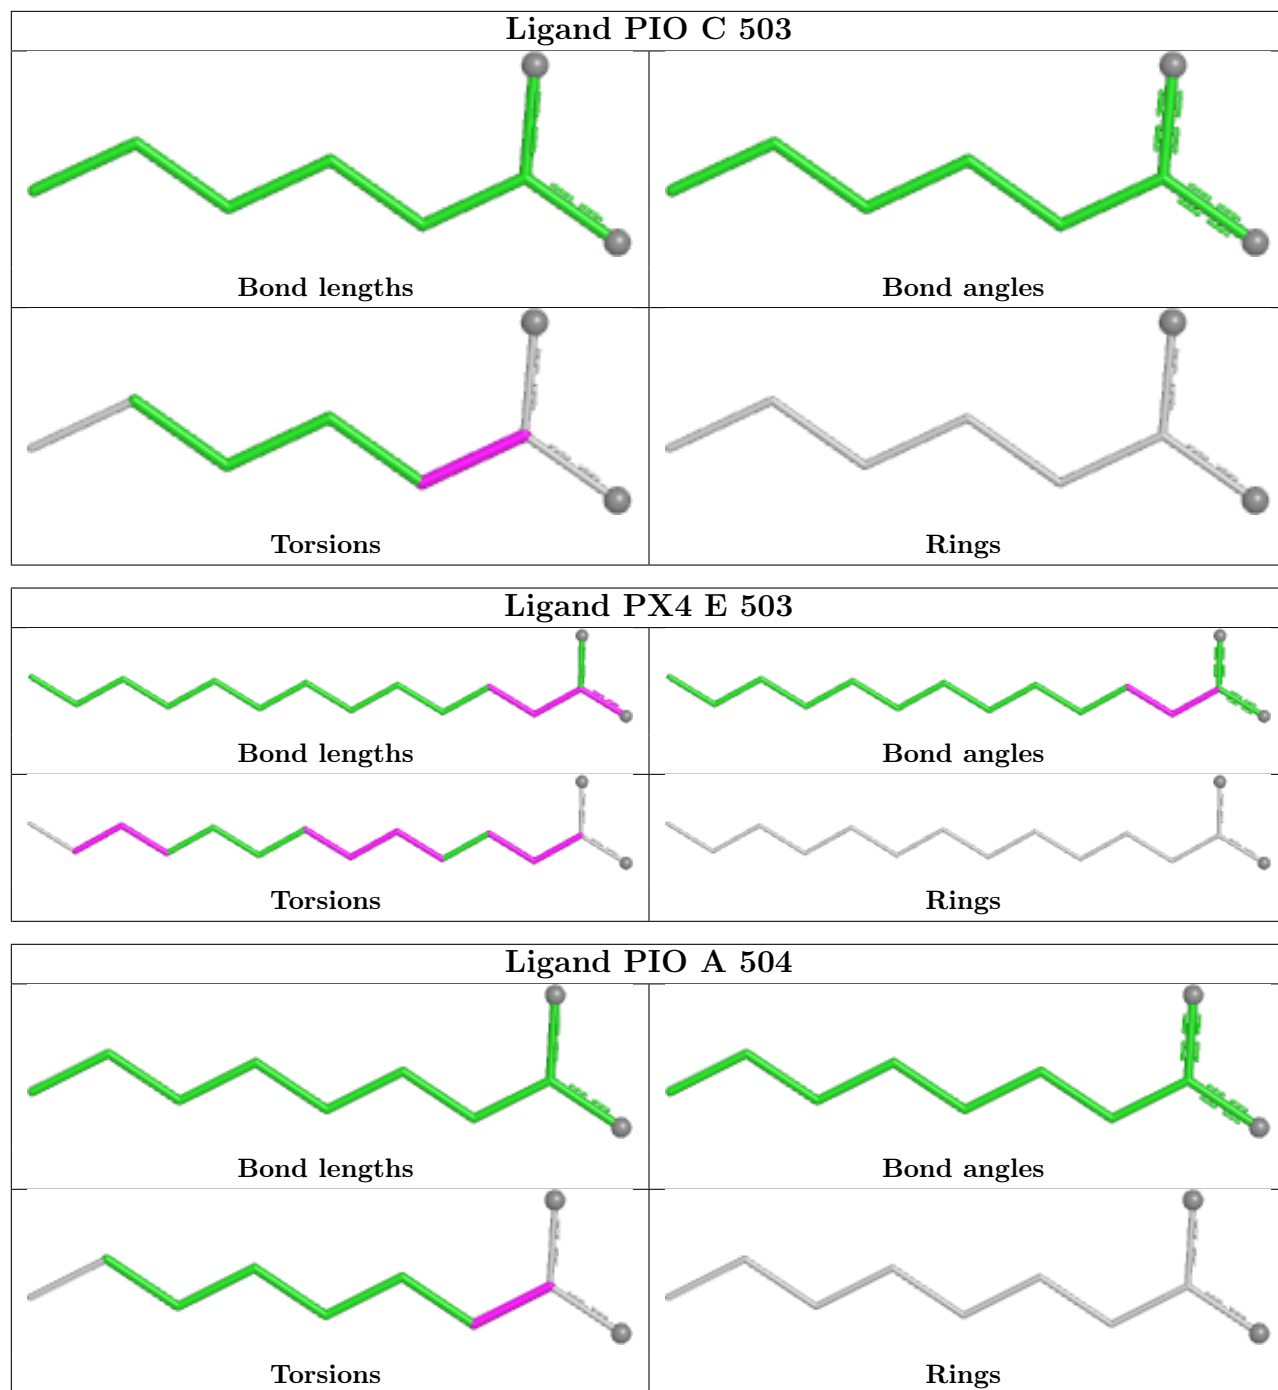 Ligand PIO C 503
Bond lengths
Bond angles
Torsions
Rings
Ligand PX4 E 503
Bond lengths
Bond angles
Torsions
Rings
Ligand PIO A 504
Bond lengths
Bond angles
Torsions
Rings